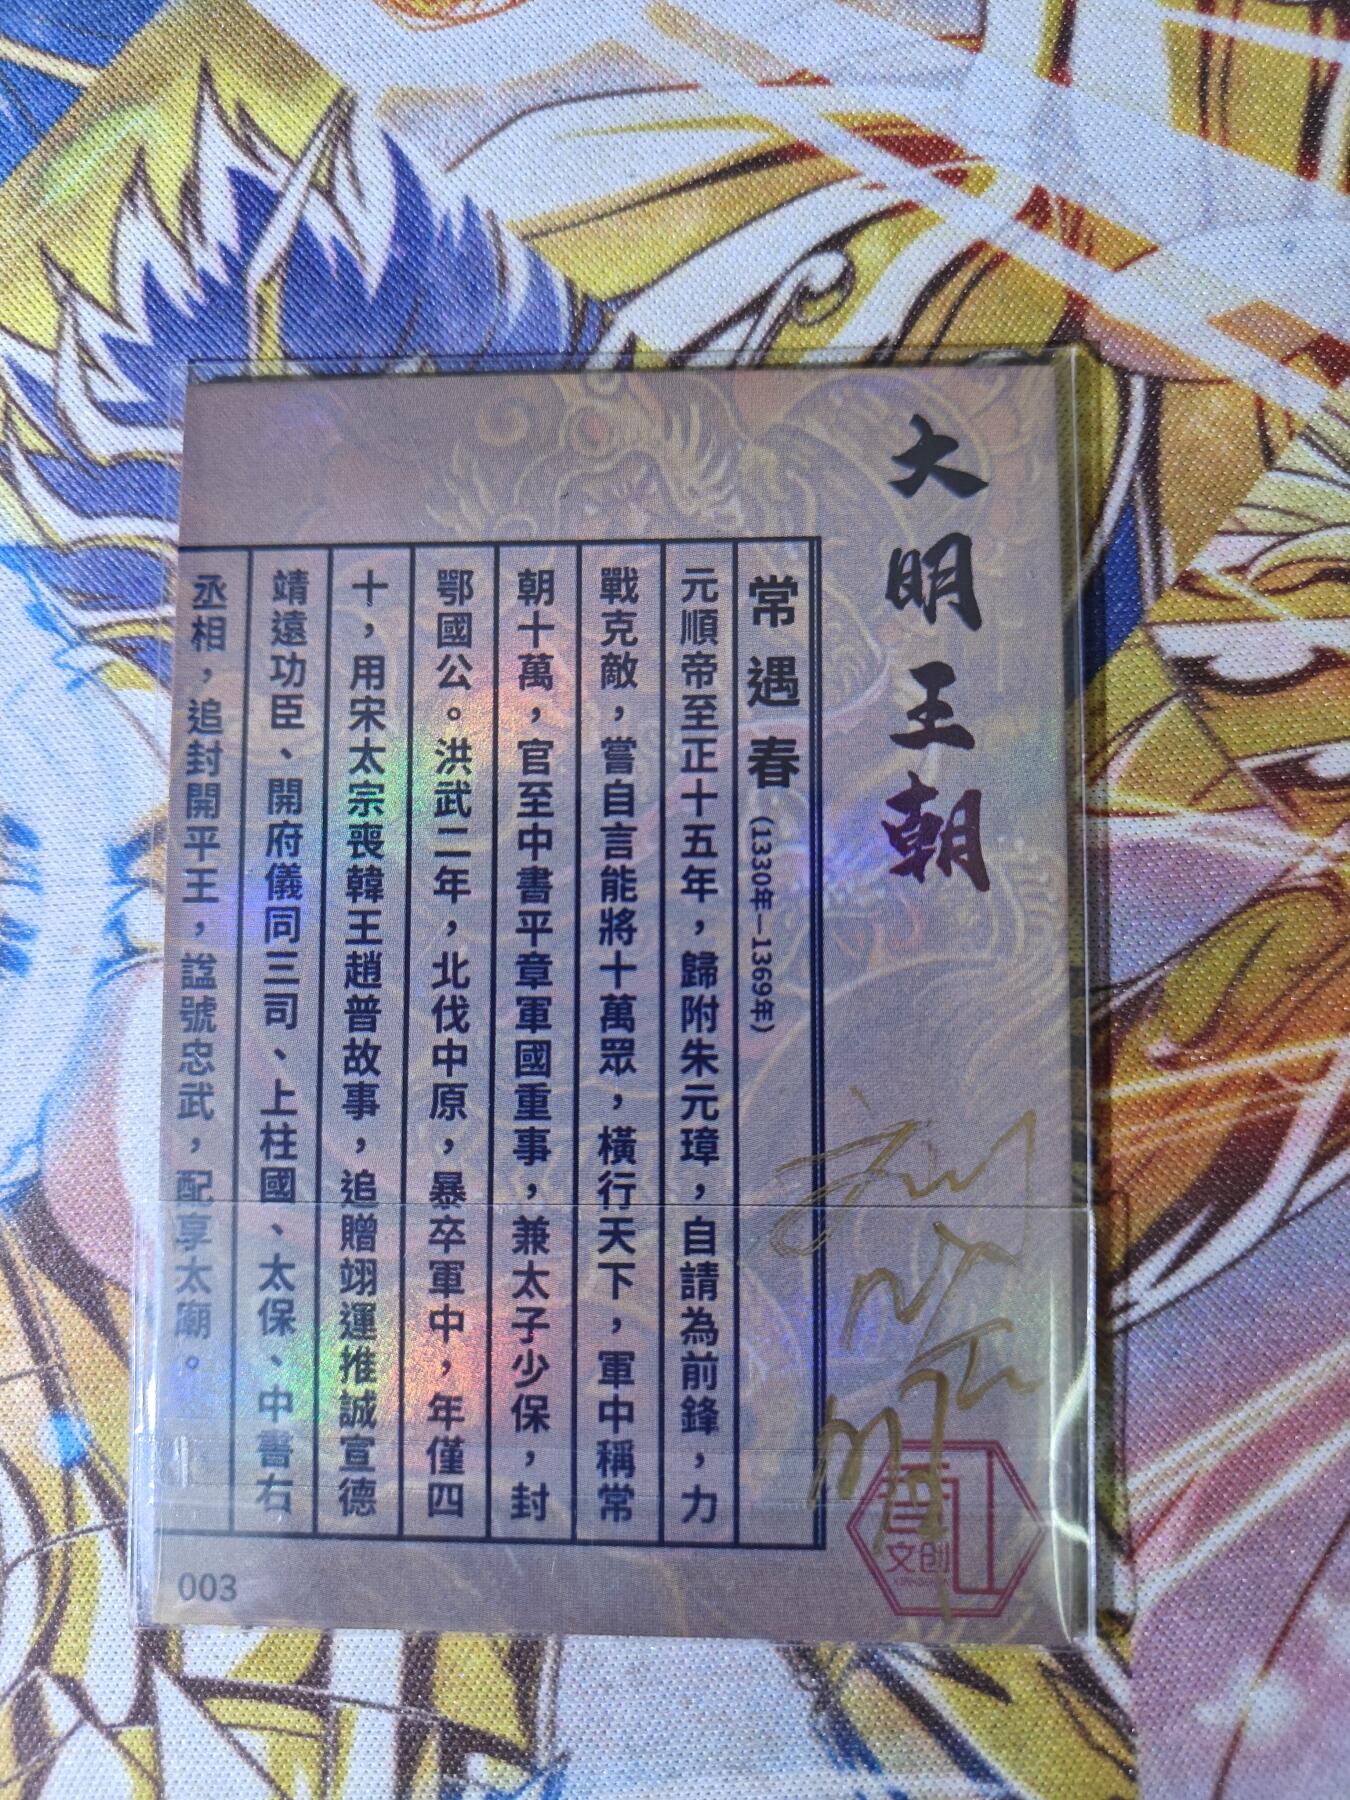 大明王朝
常遇春(1330年—1369年)
元順帝至正十五年，歸附朱元璋，自請為前鋒，力
戰克敵，嘗自言能將十萬眾，橫行天下，軍中稱常
朝十萬，官至中書平章軍國重事，兼太子少保，封
鄂國公。洪武二年，北伐中原，暴卒軍中，年僅四
十，用宋太宗喪韓王趙普故事，追贈翊運推誠宣德
靖遠功臣、開府儀同三司、上柱國、太保、中書右
丞相，追封開平王，諡號忠武，配享太廟。
文创
003